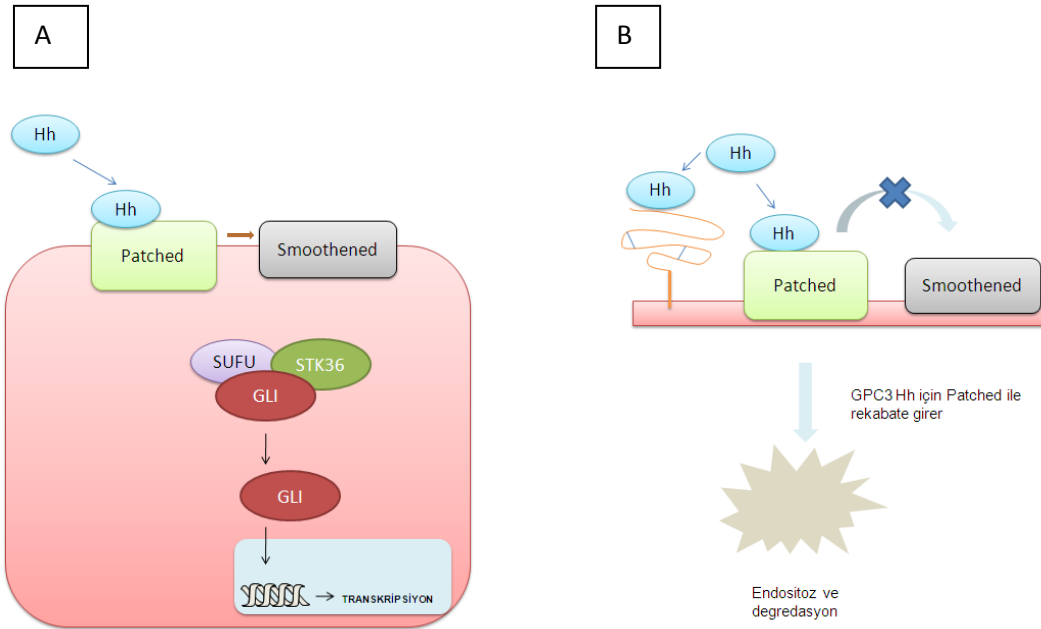 A
Hh
Hh
Patched
Smoothened
SUFU
STK36
GLI
GLI
TRANSKRİPSİYON
B
Hh
Hh
Hh
Patched
Smoothened
GPC3 Hh için Patched ile
rekabate girer
Endositoz ve
degredasyon